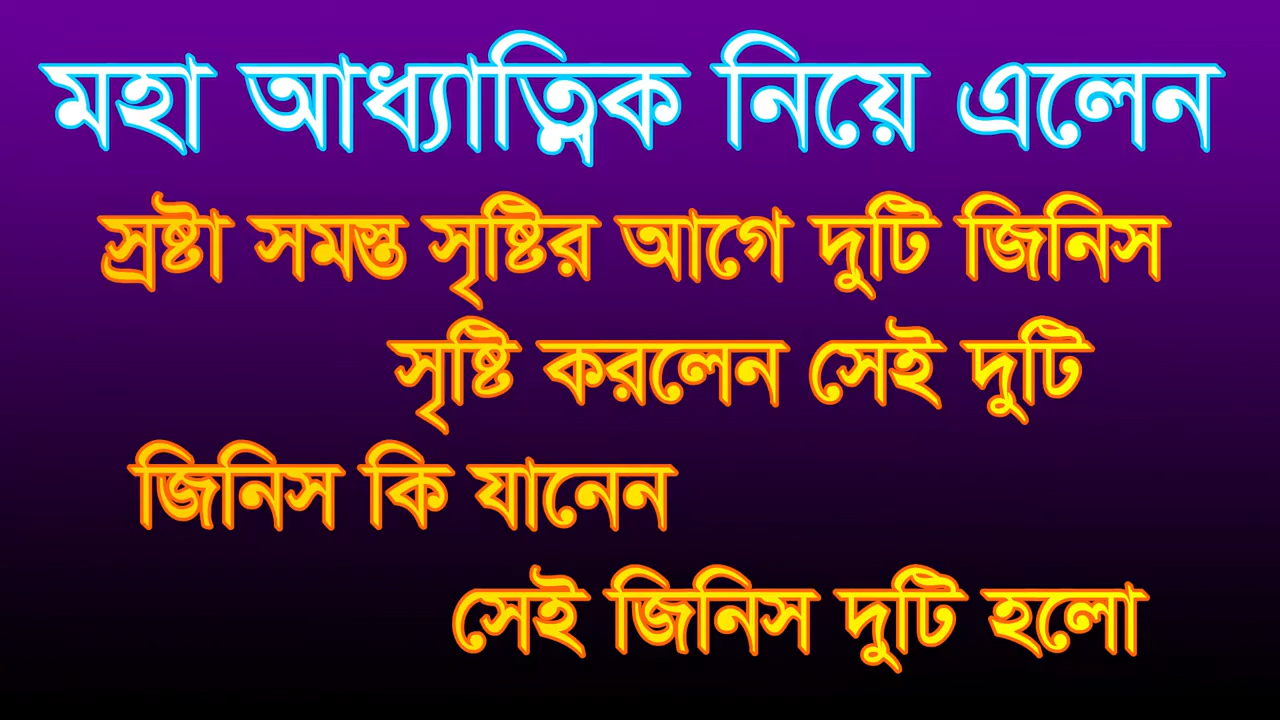 মহা আধ্যাত্নিক নিয়ে এলেন
স্রষ্টা সমস্ত সৃষ্টির আগে দুটি জিনিস
সৃষ্টি করলেন সেই দুটি
জিনিস কি যানেন
সেই জিনিস দুটি হলো